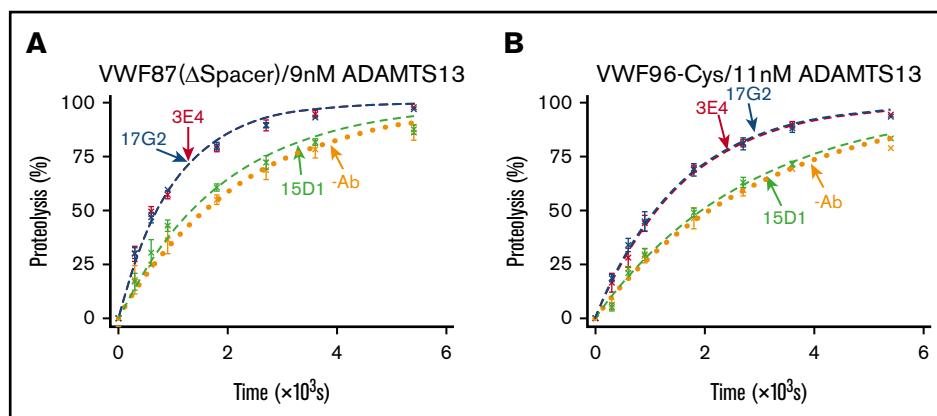 A
VWF87(ΔSpacer)/9nM ADAMTS13
100
75
50
25
0
Proteolysis (%)
3E4
17G2
-Ab
15D1
0
2
4
6
Time (×10³s)
B
VWF96-Cys/11nM ADAMTS13
100
75
50
25
0
Proteolysis (%)
17G2
3E4
-Ab
15D1
0
2
4
6
Time (×10³s)